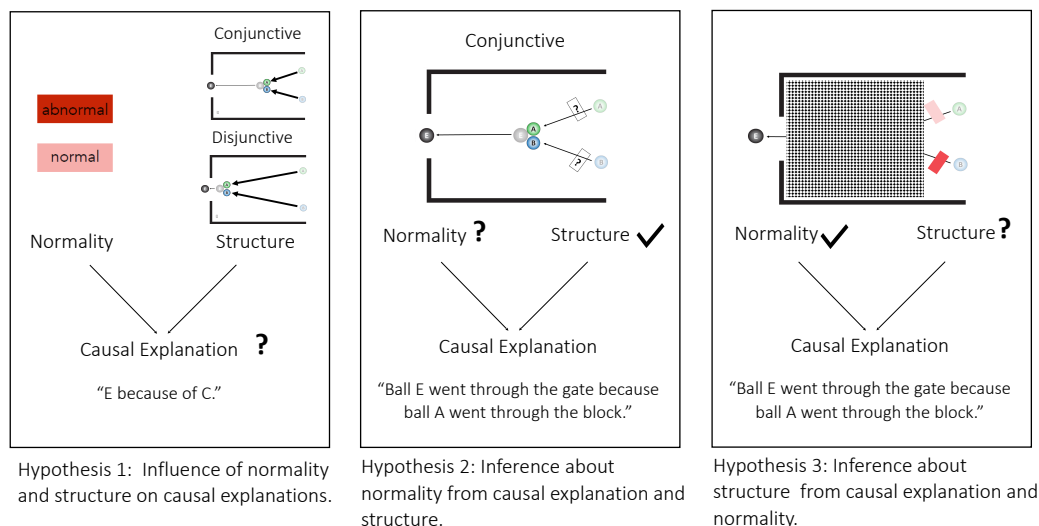 Conjunctive
A
E
E
A
B
B
abnormal
Disjunctive
normal
A
E
E
A
B
B
Normality
Structure
Causal Explanation ?
"E because of C."
Hypothesis 1: Influence of normality
and structure on causal explanations.
Conjunctive
?
A
E
E
A
B
?
B
Normality ?
Structure ✓
Causal Explanation
"Ball E went through the gate because
ball A went through the block."
Hypothesis 2: Inference about
normality from causal explanation and
structure.
A
E
B
Normality ✓
Structure ?
Causal Explanation
"Ball E went through the gate because
ball A went through the block."
Hypothesis 3: Inference about
structure from causal explanation and
normality.